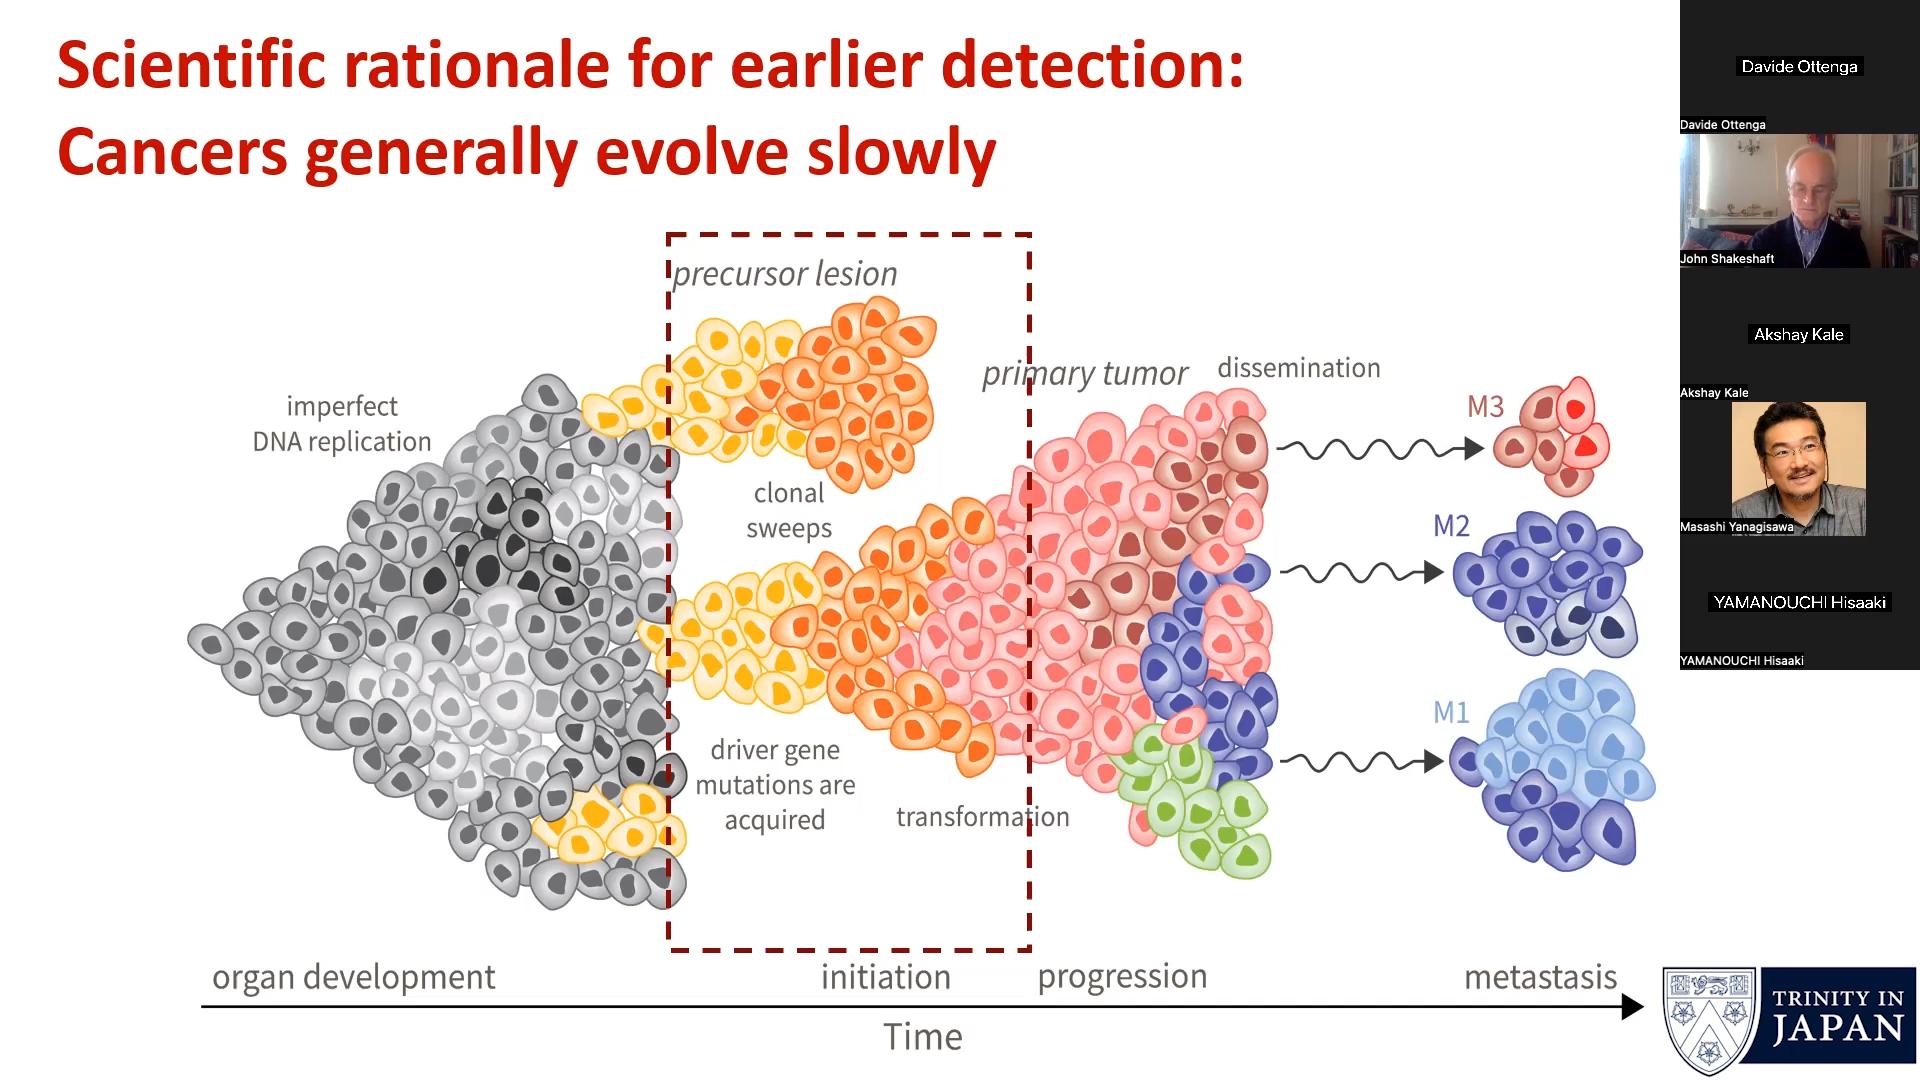 Scientific rationale for earlier detection:
Cancers generally evolve slowly
precursor lesion
primary tumor
dissemination
imperfect
DNA replication
M3
clonal
sweeps
M2
M1
driver gene
mutations are
acquired
transformation
organ development
initiation
progression
metastasis
Time
TRINITY IN
JAPAN
Davide Ottenga
Davide Ottenga
John Shakeshaft
Akshay Kale
Akshay Kale
Masashi Yanagisawa
YAMANOUCHI Hisaaki
YAMANOUCHI Hisaaki